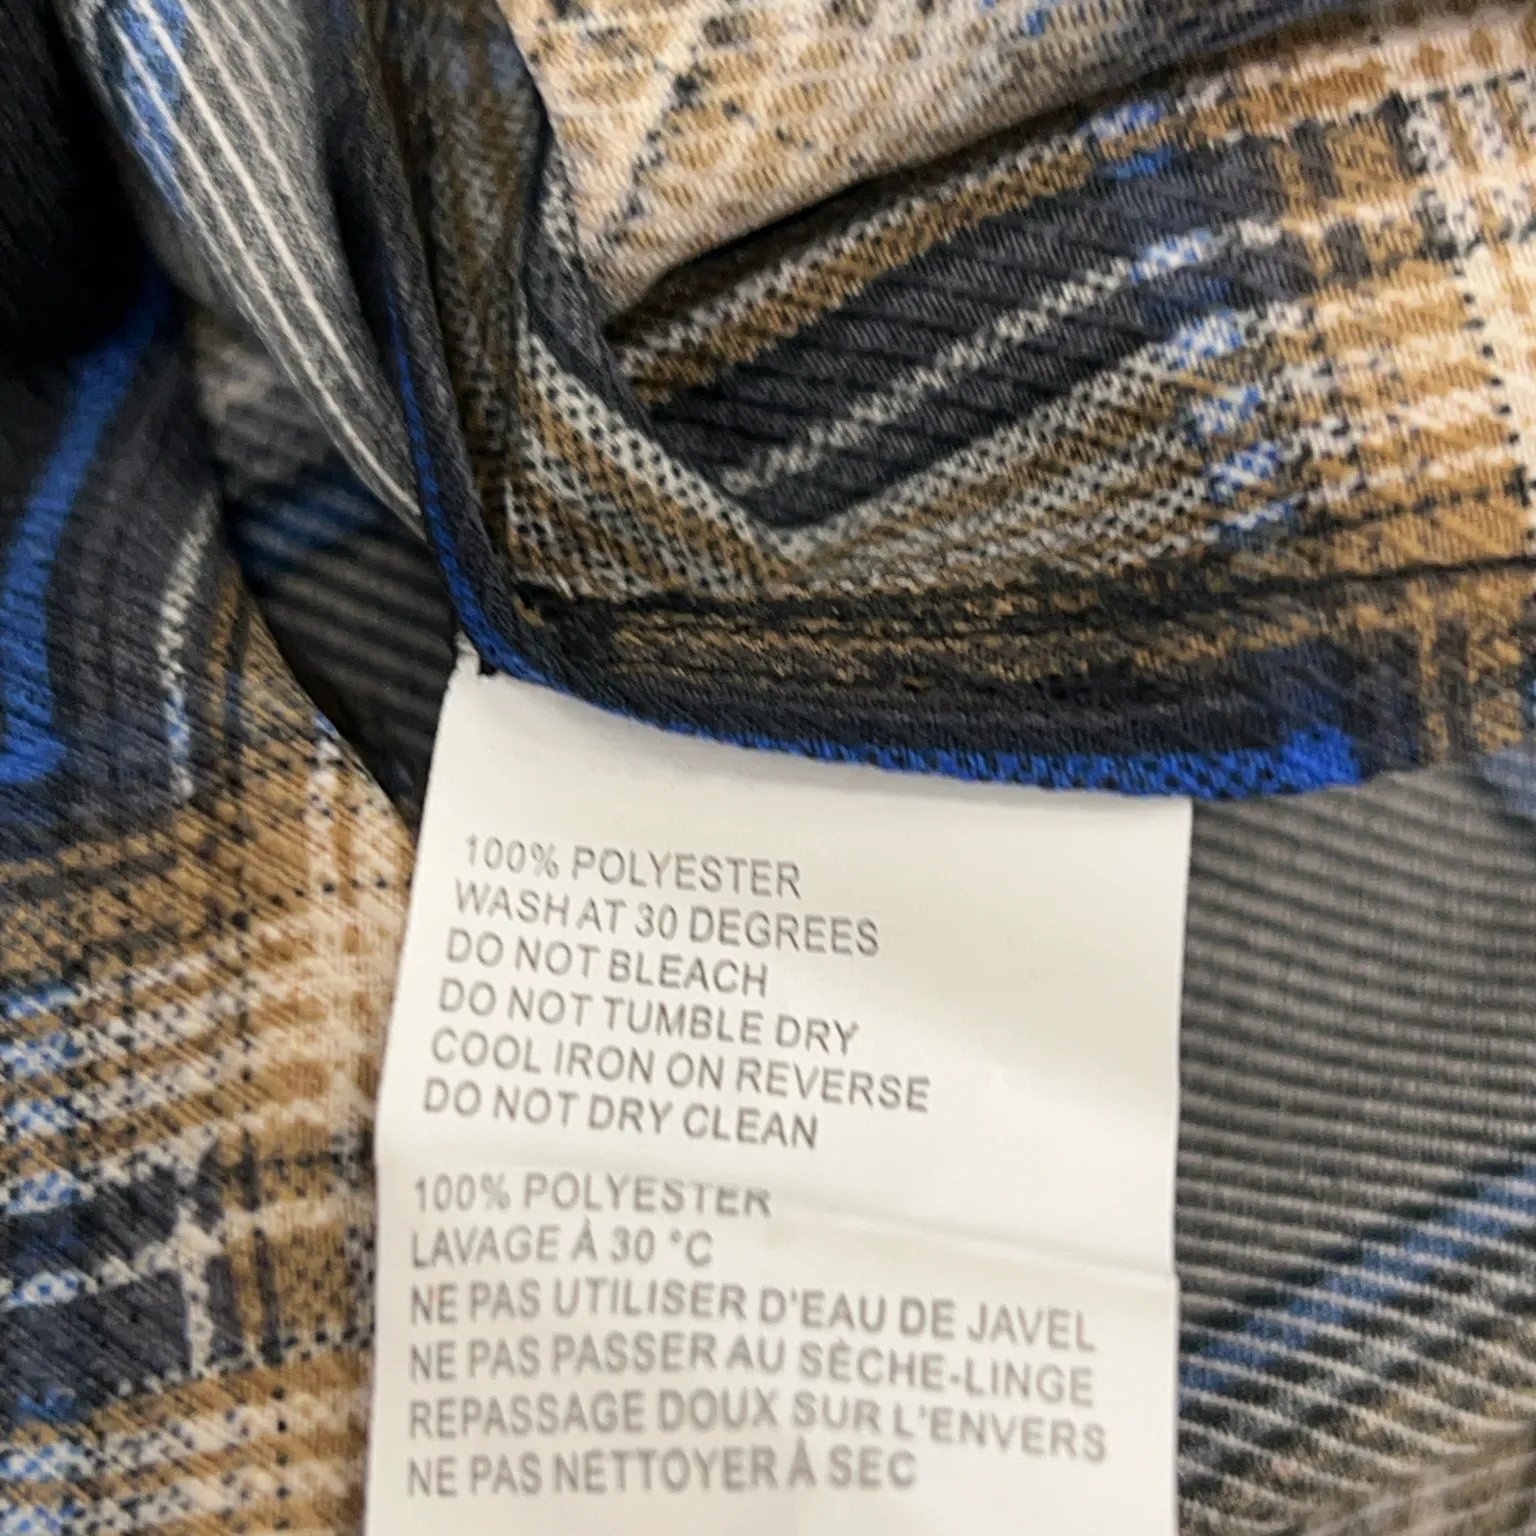 100% POLYESTER
WASH AT 30 DEGREES
DO NOT BLEACH
DO NOT TUMBLE DRY
COOL IRON ON REVERSE
DO NOT DRY CLEAN
100% POLYESTER
LAVAGE À 30 °C
NE PAS UTILISER D'EAU DE JAVEL
NE PAS PASSER AU SÈCHE-LINGE
REPASSAGE DOUX SUR L'ENVERS
NE PAS NETTOYER À SEC